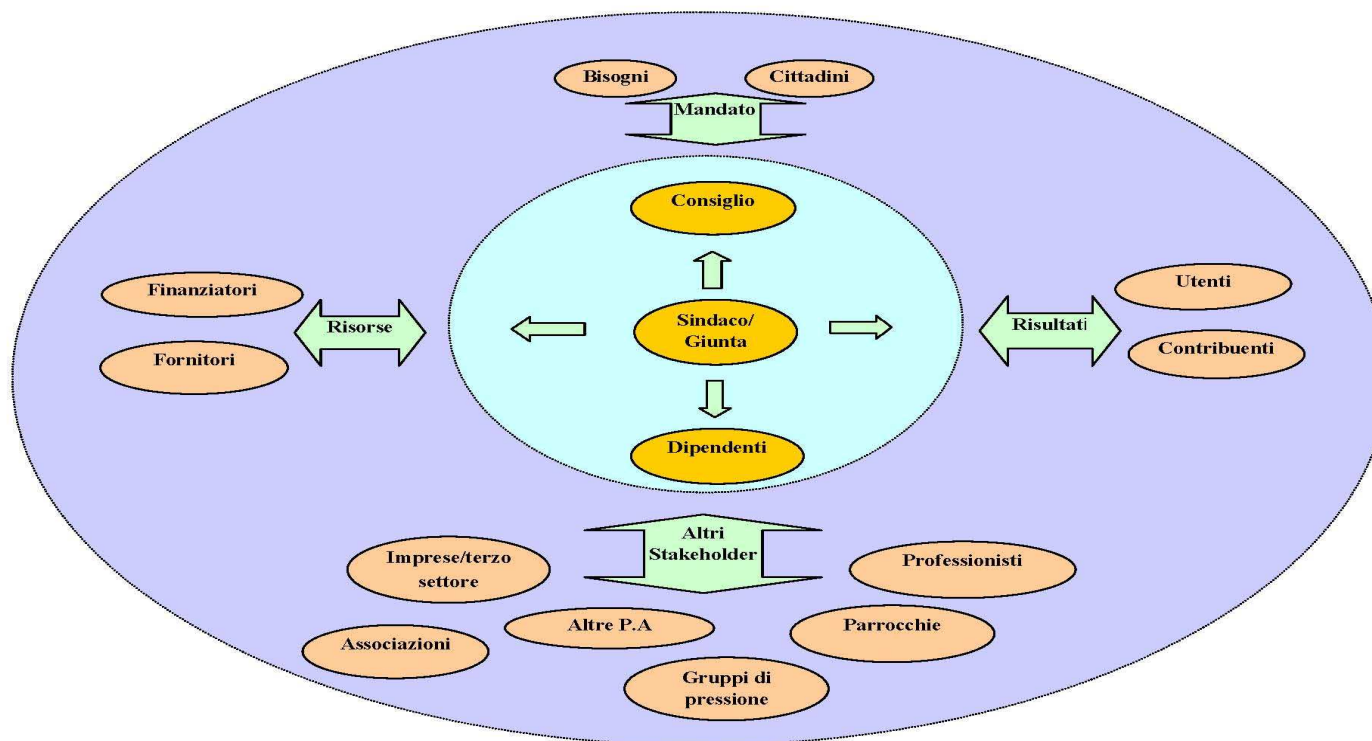 Bisogni
Cittadini
Mandato
Consiglio
Finanziatori
Fornitori
Risorse
Sindaco/
Giunta
Risultati
Utenti
Contribuenti
Dipendenti
Altri
Stakeholder
Imprese/terzo
settore
Professionisti
Altre P.A
Parrocchie
Associazioni
Gruppi di
pressione